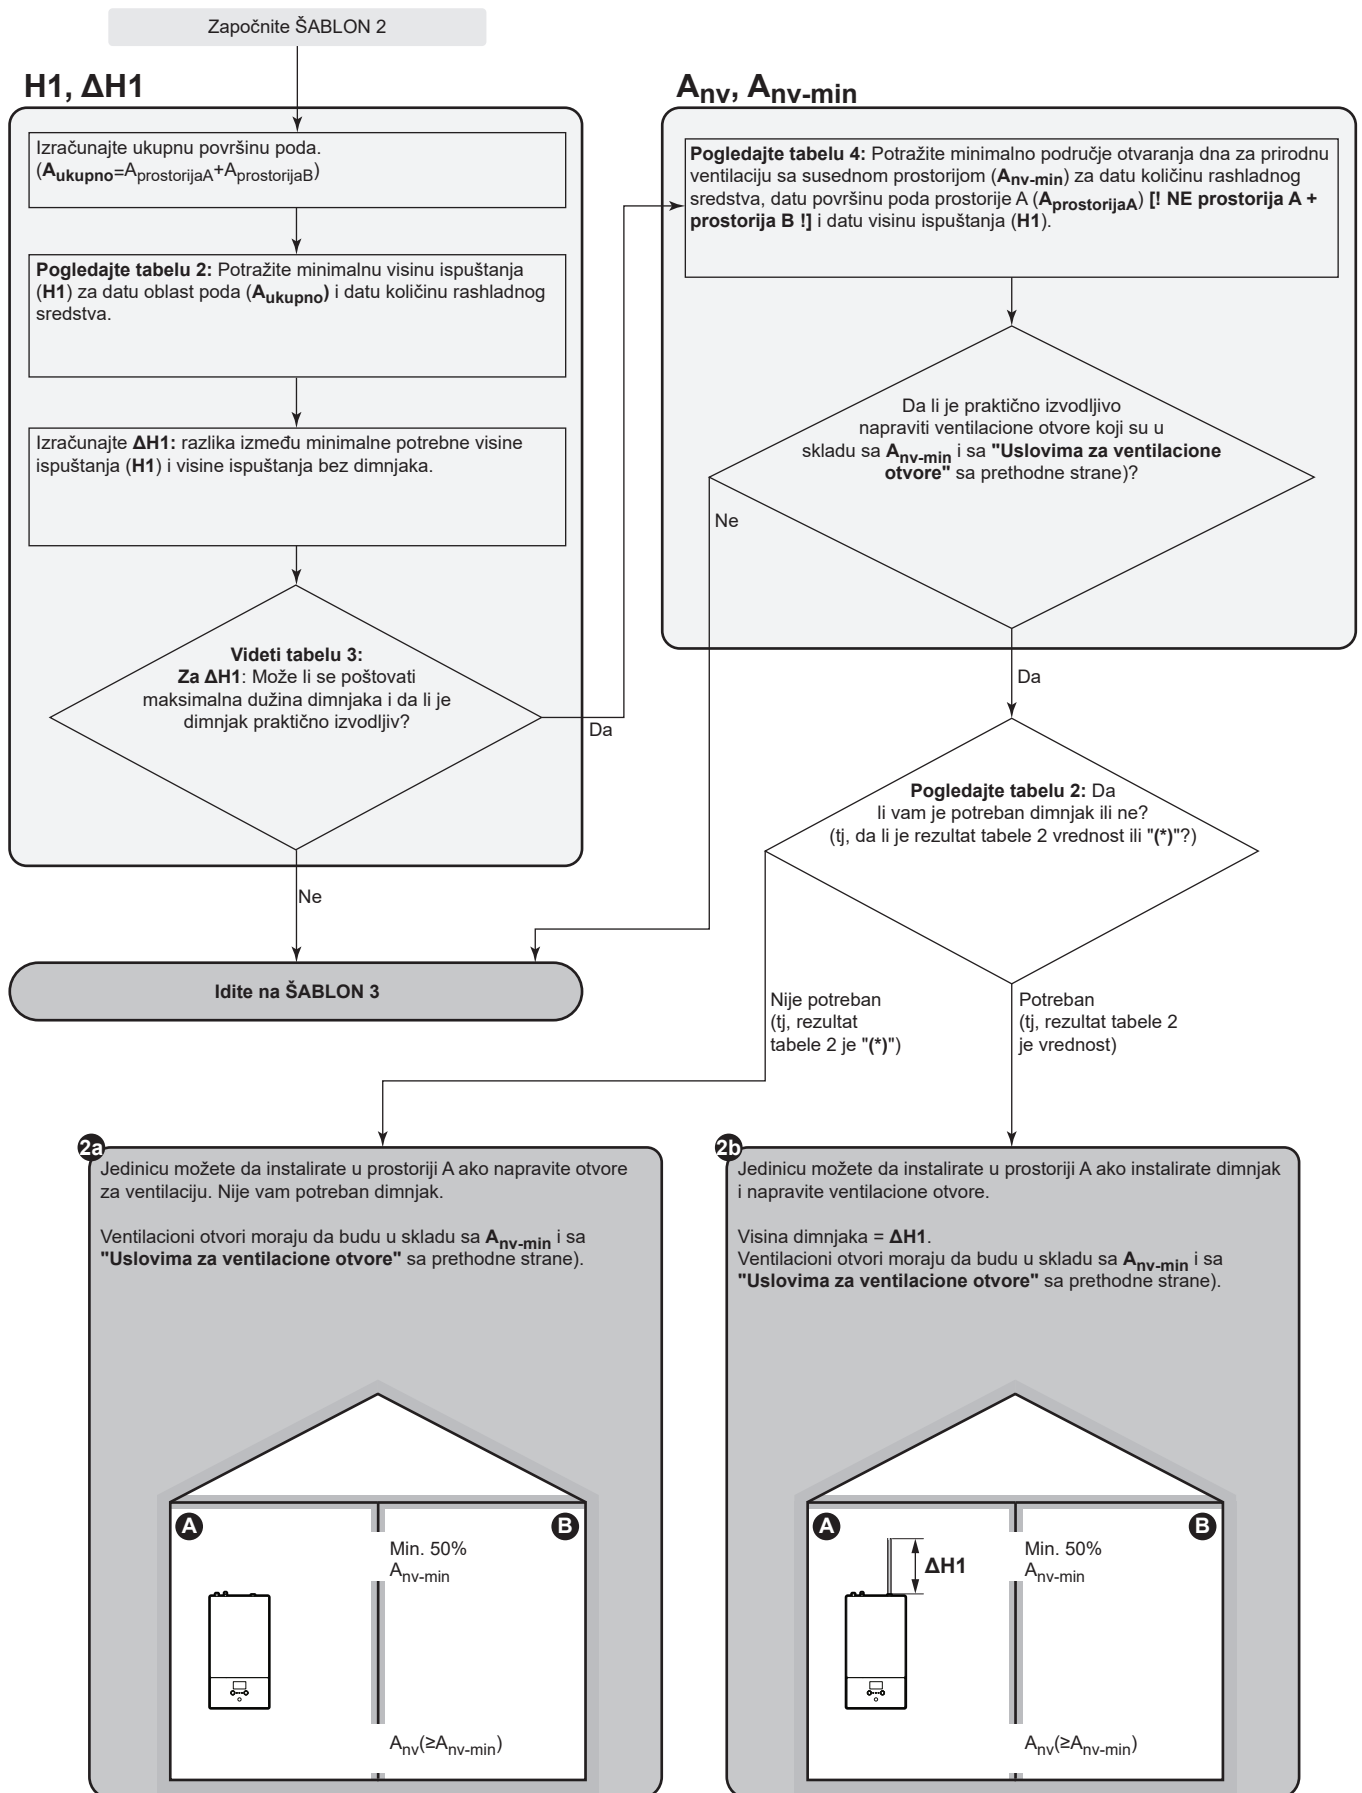 Započnite ŠABLON 2
H1, ΔH1
Izračunajte ukupnu površinu poda.
(Aukupno=AprostorijaA+AprostorijaB)
Pogledajte tabelu 2: Potražite minimalnu visinu ispuštanja
(H1) za datu oblast poda (Aukupno) i datu količinu rashladnog
sredstva.
Izračunajte ΔH1: razlika između minimalne potrebne visine
ispuštanja (H1) i visine ispuštanja bez dimnjaka.
Videti tabelu 3:
Za ΔH1: Može li se poštovati
maksimalna dužina dimnjaka i da li je
dimnjak praktično izvodljiv?
Da
Ne
Idite na ŠABLON 3
Anv, Anv-min
Pogledajte tabelu 4: Potražite minimalno područje otvaranja dna za prirodnu
ventilaciju sa susednom prostorijom (Anv-min) za datu količinu rashladnog
sredstva, datu površinu poda prostorije A (AprostorijaA) [! NE prostorija A +
prostorija B !] i datu visinu ispuštanja (H1).
Da li je praktično izvodljivo
napraviti ventilacione otvore koji su u
skladu sa Anv-min i sa "Uslovima za ventilacione
otvore" sa prethodne strane)?
Ne
Da
Pogledajte tabelu 2: Da
li vam je potreban dimnjak ili ne?
(tj, da li je rezultat tabele 2 vrednost ili "(*)"?)
Nije potreban
(tj, rezultat
tabele 2 je "(*)")
Potreban
(tj, rezultat tabele 2
je vrednost)
2a
Jedinicu možete da instalirate u prostoriji A ako napravite otvore
za ventilaciju. Nije vam potreban dimnjak.
Ventilacioni otvori moraju da budu u skladu sa Anv-min i sa
"Uslovima za ventilacione otvore" sa prethodne strane).
A
B
Min. 50%
Anv-min
Anv(≥Anv-min)
2b
Jedinicu možete da instalirate u prostoriji A ako instalirate dimnjak
i napravite ventilacione otvore.
Visina dimnjaka = ΔH1.
Ventilacioni otvori moraju da budu u skladu sa Anv-min i sa
"Uslovima za ventilacione otvore" sa prethodne strane).
A
B
ΔH1
Min. 50%
Anv-min
Anv(≥Anv-min)